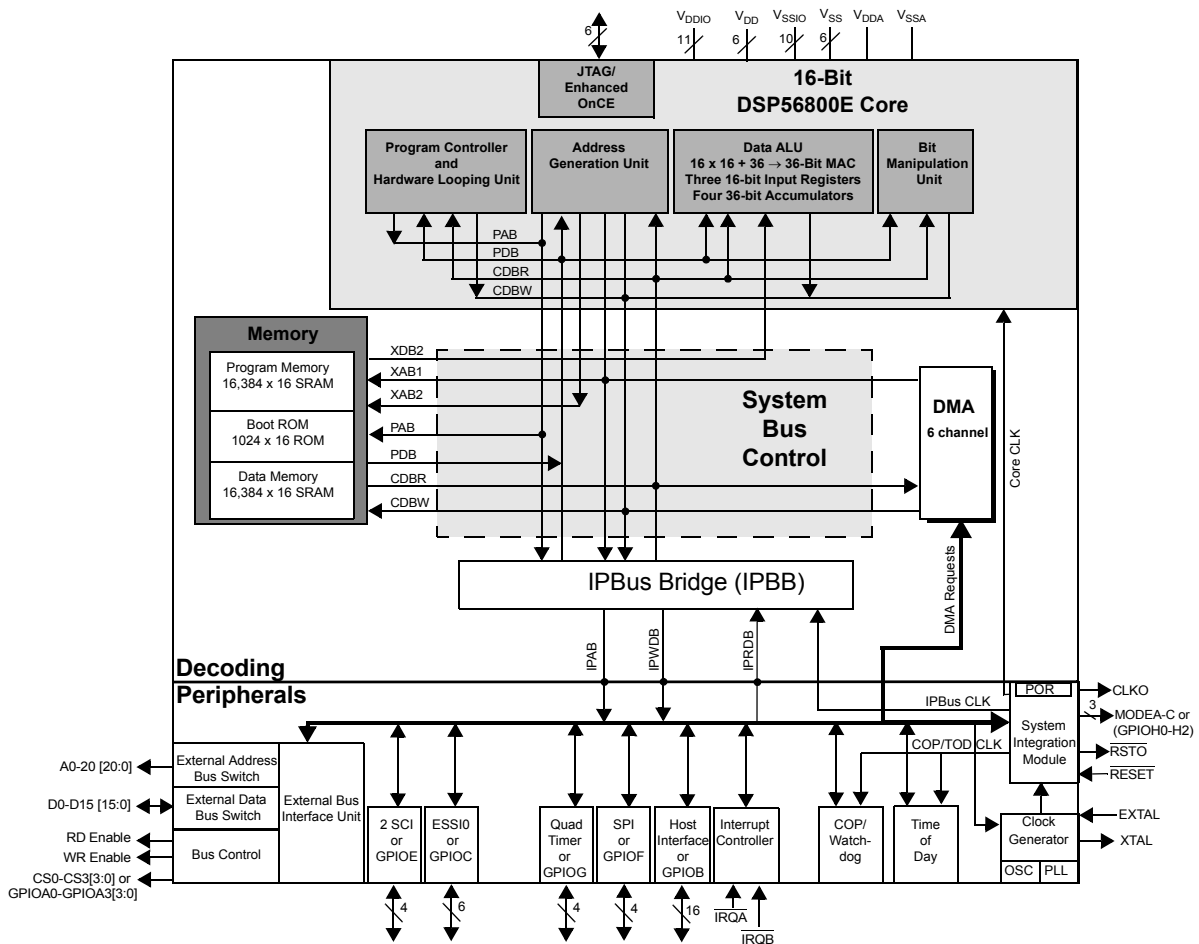 6
VDDIO
11
VDD
6
VSSIO
10
VSS
6
VDDA
VSSA
JTAG/
Enhanced
OnCE
16-Bit
DSP56800E Core
Program Controller
and
Hardware Looping Unit
Address
Generation Unit
Data ALU
16 x 16 + 36 → 36-Bit MAC
Three 16-bit Input Registers
Four 36-bit Accumulators
Bit
Manipulation
Unit
PAB
PDB
CDBR
CDBW
Memory
Program Memory
16,384 x 16 SRAM
Boot ROM
1024 x 16 ROM
Data Memory
16,384 x 16 SRAM
XDB2
XAB1
XAB2
PAB
PDB
CDBR
CDBW
System
Bus
Control
DMA
6 channel
Core CLK
DMA Requests
IPBus Bridge (IPBB)
IPAB
IPWDB
IPRDB
Decoding
Peripherals
IPBus CLK
COP/TOD CLK
POR
System
Integration
Module
CLKO
3
MODEA-C or
(GPIOH0-H2)
RSTO
RESET
EXTAL
XTAL
Clock
Generator
OSC
PLL
A0-20 [20:0]
D0-D15 [15:0]
RD Enable
WR Enable
CS0-CS3[3:0] or
GPIOA0-GPIOA3[3:0]
External Address
Bus Switch
External Data
Bus Switch
Bus Control
External Bus
Interface Unit
2 SCI
or
GPIOE
4
ESSI0
or
GPIOC
6
Quad
Timer
or
GPIOG
4
SPI
or
GPIOF
4
Host
Interface
or
GPIOB
16
Interrupt
Controller
IRQA
IRQB
COP/
Watch-
dog
Time
of
Day